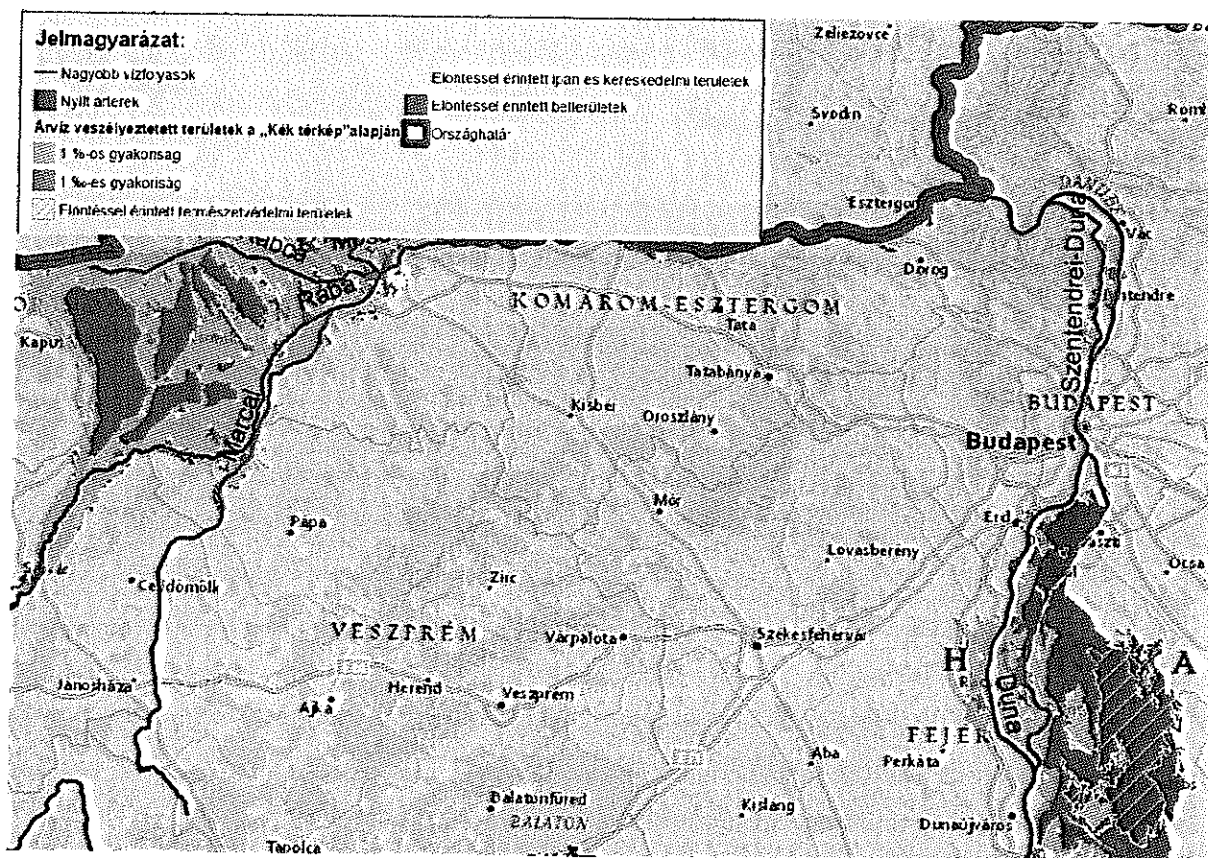 Jelmagyarázat:
Nagyobb vízfolyások
Nyílt árterek
Árvíz veszélyeztetett területek a „Kék térkép" alapján
1 %-os gyakoriság
1 ‰-es gyakoriság
Elöntéssel érintett természetvédelmi területek
Elöntéssel érintett ipari és kereskedelmi területek
Elöntéssel érintett belterületek
Országhatár
Zeliezovce
Svodín
Esztergom
DANUBE
Vác
Dorog
Szentendrei-Duna
Rába
KOMÁROM-ESZTERGOM
Tata
Kapu
Tatabánya
Kisbér
Oroszlány
BUDAPEST
Budapest
Marcal
Mór
Pápa
Érd
Lovasberény
Ócsa
Celldömölk
Zirc
VESZPRÉM
Várpalota
Székesfehérvár
H
A
Jánosháza
Herend
Ajka
Veszprém
Duna
FEJÉR
Aba
Perkáta
Balatonfüred
BALATON
Kisláng
Dunaújváros
Tapolca